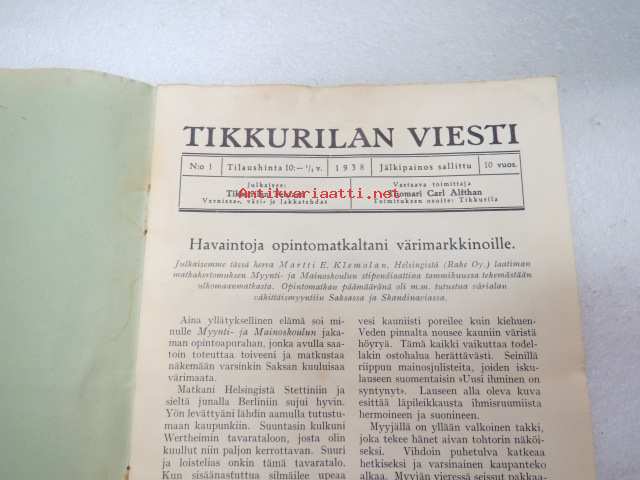 TIKKURILAN VIESTI
N:o 1
Tilaushinta 10:— 1/1 v.
1938
Jälkipainos sallittu
10 vuos.
Julkaisee:
Tikkurilan
Vernissa-, väri- ja lakkatehdas
Vastaava toimittaja
Tuomari Carl Alfthan
Toimituksen osoite: Tikkurila
Antikvariaatti.net
Havaintoja opintomatkaltani värimarkkinoille.
Julkaisemme tässä herra Martti E. Klemolan, Helsingistä (Rake Oy.) laatiman
matkakertomuksen Myynti- ja Mainoskoulun stipendiaattina tammikuussa tekemästään
ulkomaanmatkasta. Opintomatkan päämääränä oli m.m. tutustua värialan
vähittäismyyntiin Saksassa ja Skandinaviassa.
Aina yllätyksellinen elämä soi mi-
nulle Myynti- ja Mainoskoulun jaka-
man opintoapurahan, jonka avulla saa-
toin toteuttaa toiveeni ja matkustaa
näkemään varsinkin Saksan kuuluisaa
värimaata.
Matkani Helsingistä Stettiniin ja
sieltä junalla Berliniin sujui hyvin.
Yön levättyäni lähdin aamulla tutustu-
maan kaupunkiin. Suuntasin kulkuni
Wertheimin tavarataloon, josta olin
kuullut niin paljon kerrottavan. Suuri
ja loistelias onkin tämä tavaratalo.
Kun sisäänastuttua silmäilee upeaa
vesi kauniisti poreilee kuin kiehuen.
Veden pinnalta nousee kauniin väristä
höyryä. Tämä kaikki vaikuttaa todel-
lakin ostohalua herättävästi. Seinillä
riippun mainosjulisteita, joiden isku-
lauseen suomentaisin »Uusi ihminen on
syntynyt». Lauseen alla oleva kuva
esittää läpileikkausta ihmisruumiista
hermoineen ja suonineen.
Myyjällä on yllään valkoinen takki,
joka tekee hänet aivan tohtorin näköi-
seksi. Vihdoin puhetulva katkeaa
hetkiseksi ja varsinainen kaupanteko
alkaa. Myyjän vieressä seissut pakkaa-